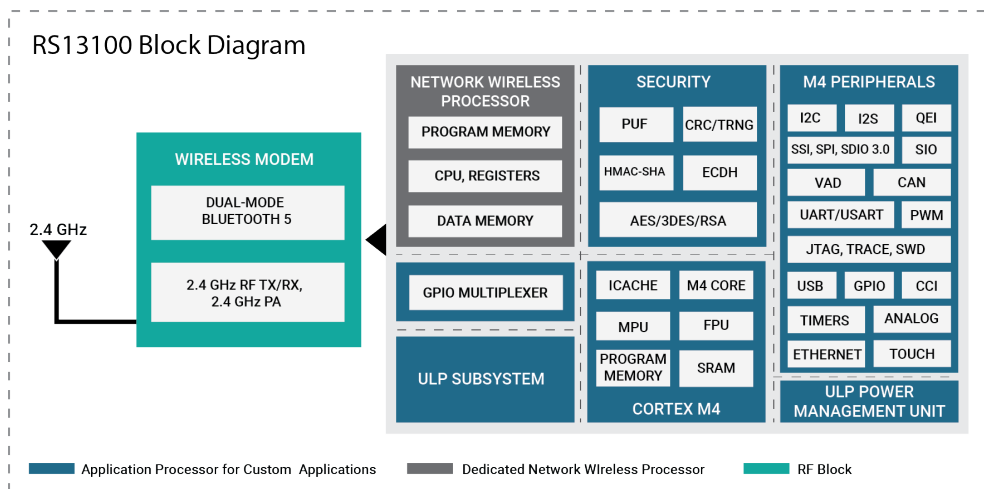 RS13100 Block Diagram
2.4 GHz
WIRELESS MODEM
DUAL-MODE
BLUETOOTH 5
2.4 GHz RF TX/RX,
2.4 GHz PA
NETWORK WIRELESS
PROCESSOR
PROGRAM MEMORY
CPU, REGISTERS
DATA MEMORY
GPIO MULTIPLEXER
ULP SUBSYSTEM
SECURITY
PUF
CRC/TRNG
HMAC-SHA
ECDH
AES/3DES/RSA
ICACHE
M4 CORE
MPU
FPU
PROGRAM
MEMORY
SRAM
CORTEX M4
M4 PERIPHERALS
I2C
I2S
QEI
SSI, SPI, SDIO 3.0
SIO
VAD
CAN
UART/USART
PWM
JTAG, TRACE, SWD
USB
GPIO
CCI
TIMERS
ANALOG
ETHERNET
TOUCH
ULP POWER
MANAGEMENT UNIT
Application Processor for Custom Applications
Dedicated Network WIreless Processor
RF Block